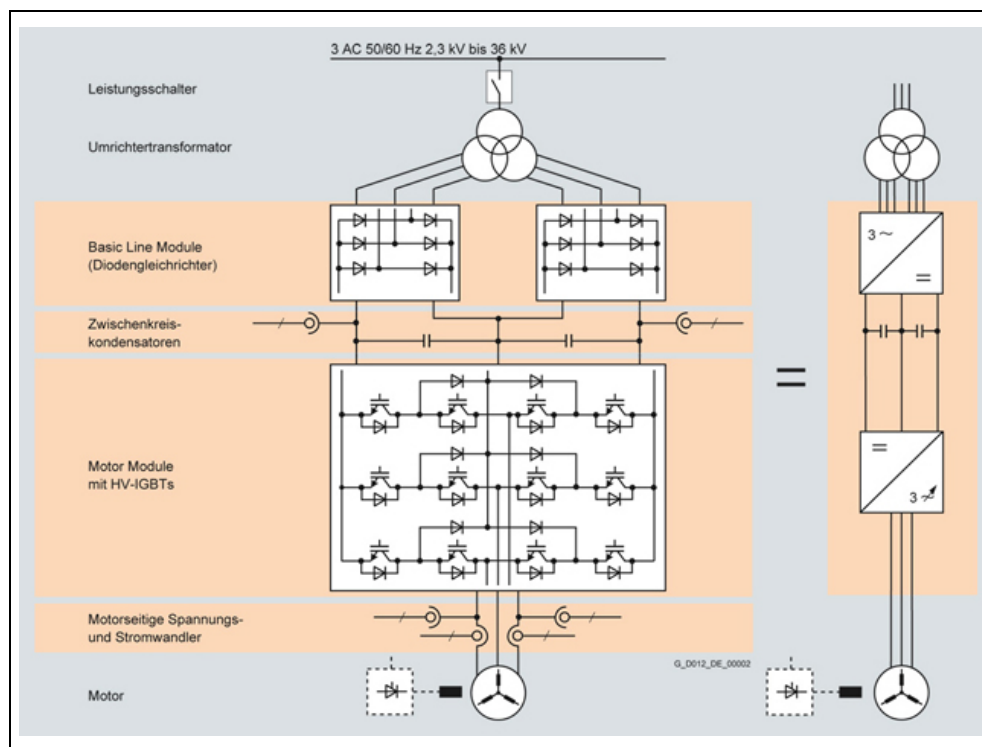 3 AC 50/60 Hz 2,3 kV bis 36 kV
Leistungsschalter
Umrichtertransformator
Basic Line Module
(Diodengleichrichter)
3 ~
=
Zwischenkreis-
kondensatoren
=
Motor Module
mit HV-IGBTs
=
3 ~
Motorseitige Spannungs-
und Stromwandler
G_D012_DE_00002
Motor